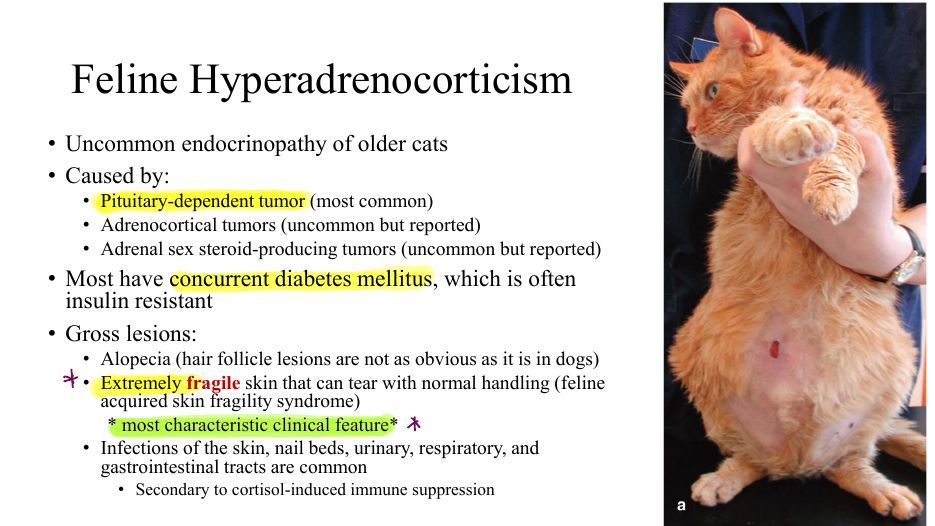 Feline Hyperadrenocorticism
• Uncommon endocrinopathy of older cats
• Caused by:
• Pituitary-dependent tumor (most common)
• Adrenocortical tumors (uncommon but reported)
• Adrenal sex steroid-producing tumors (uncommon but reported)
• Most have concurrent diabetes mellitus, which is often
insulin resistant
• Gross lesions:
• Alopecia (hair follicle lesions are not as obvious as it is in dogs)
* • Extremely fragile skin that can tear with normal handling (feline
acquired skin fragility syndrome)
* most characteristic clinical feature* *
• Infections of the skin, nail beds, urinary, respiratory, and
gastrointestinal tracts are common
• Secondary to cortisol-induced immune suppression
a